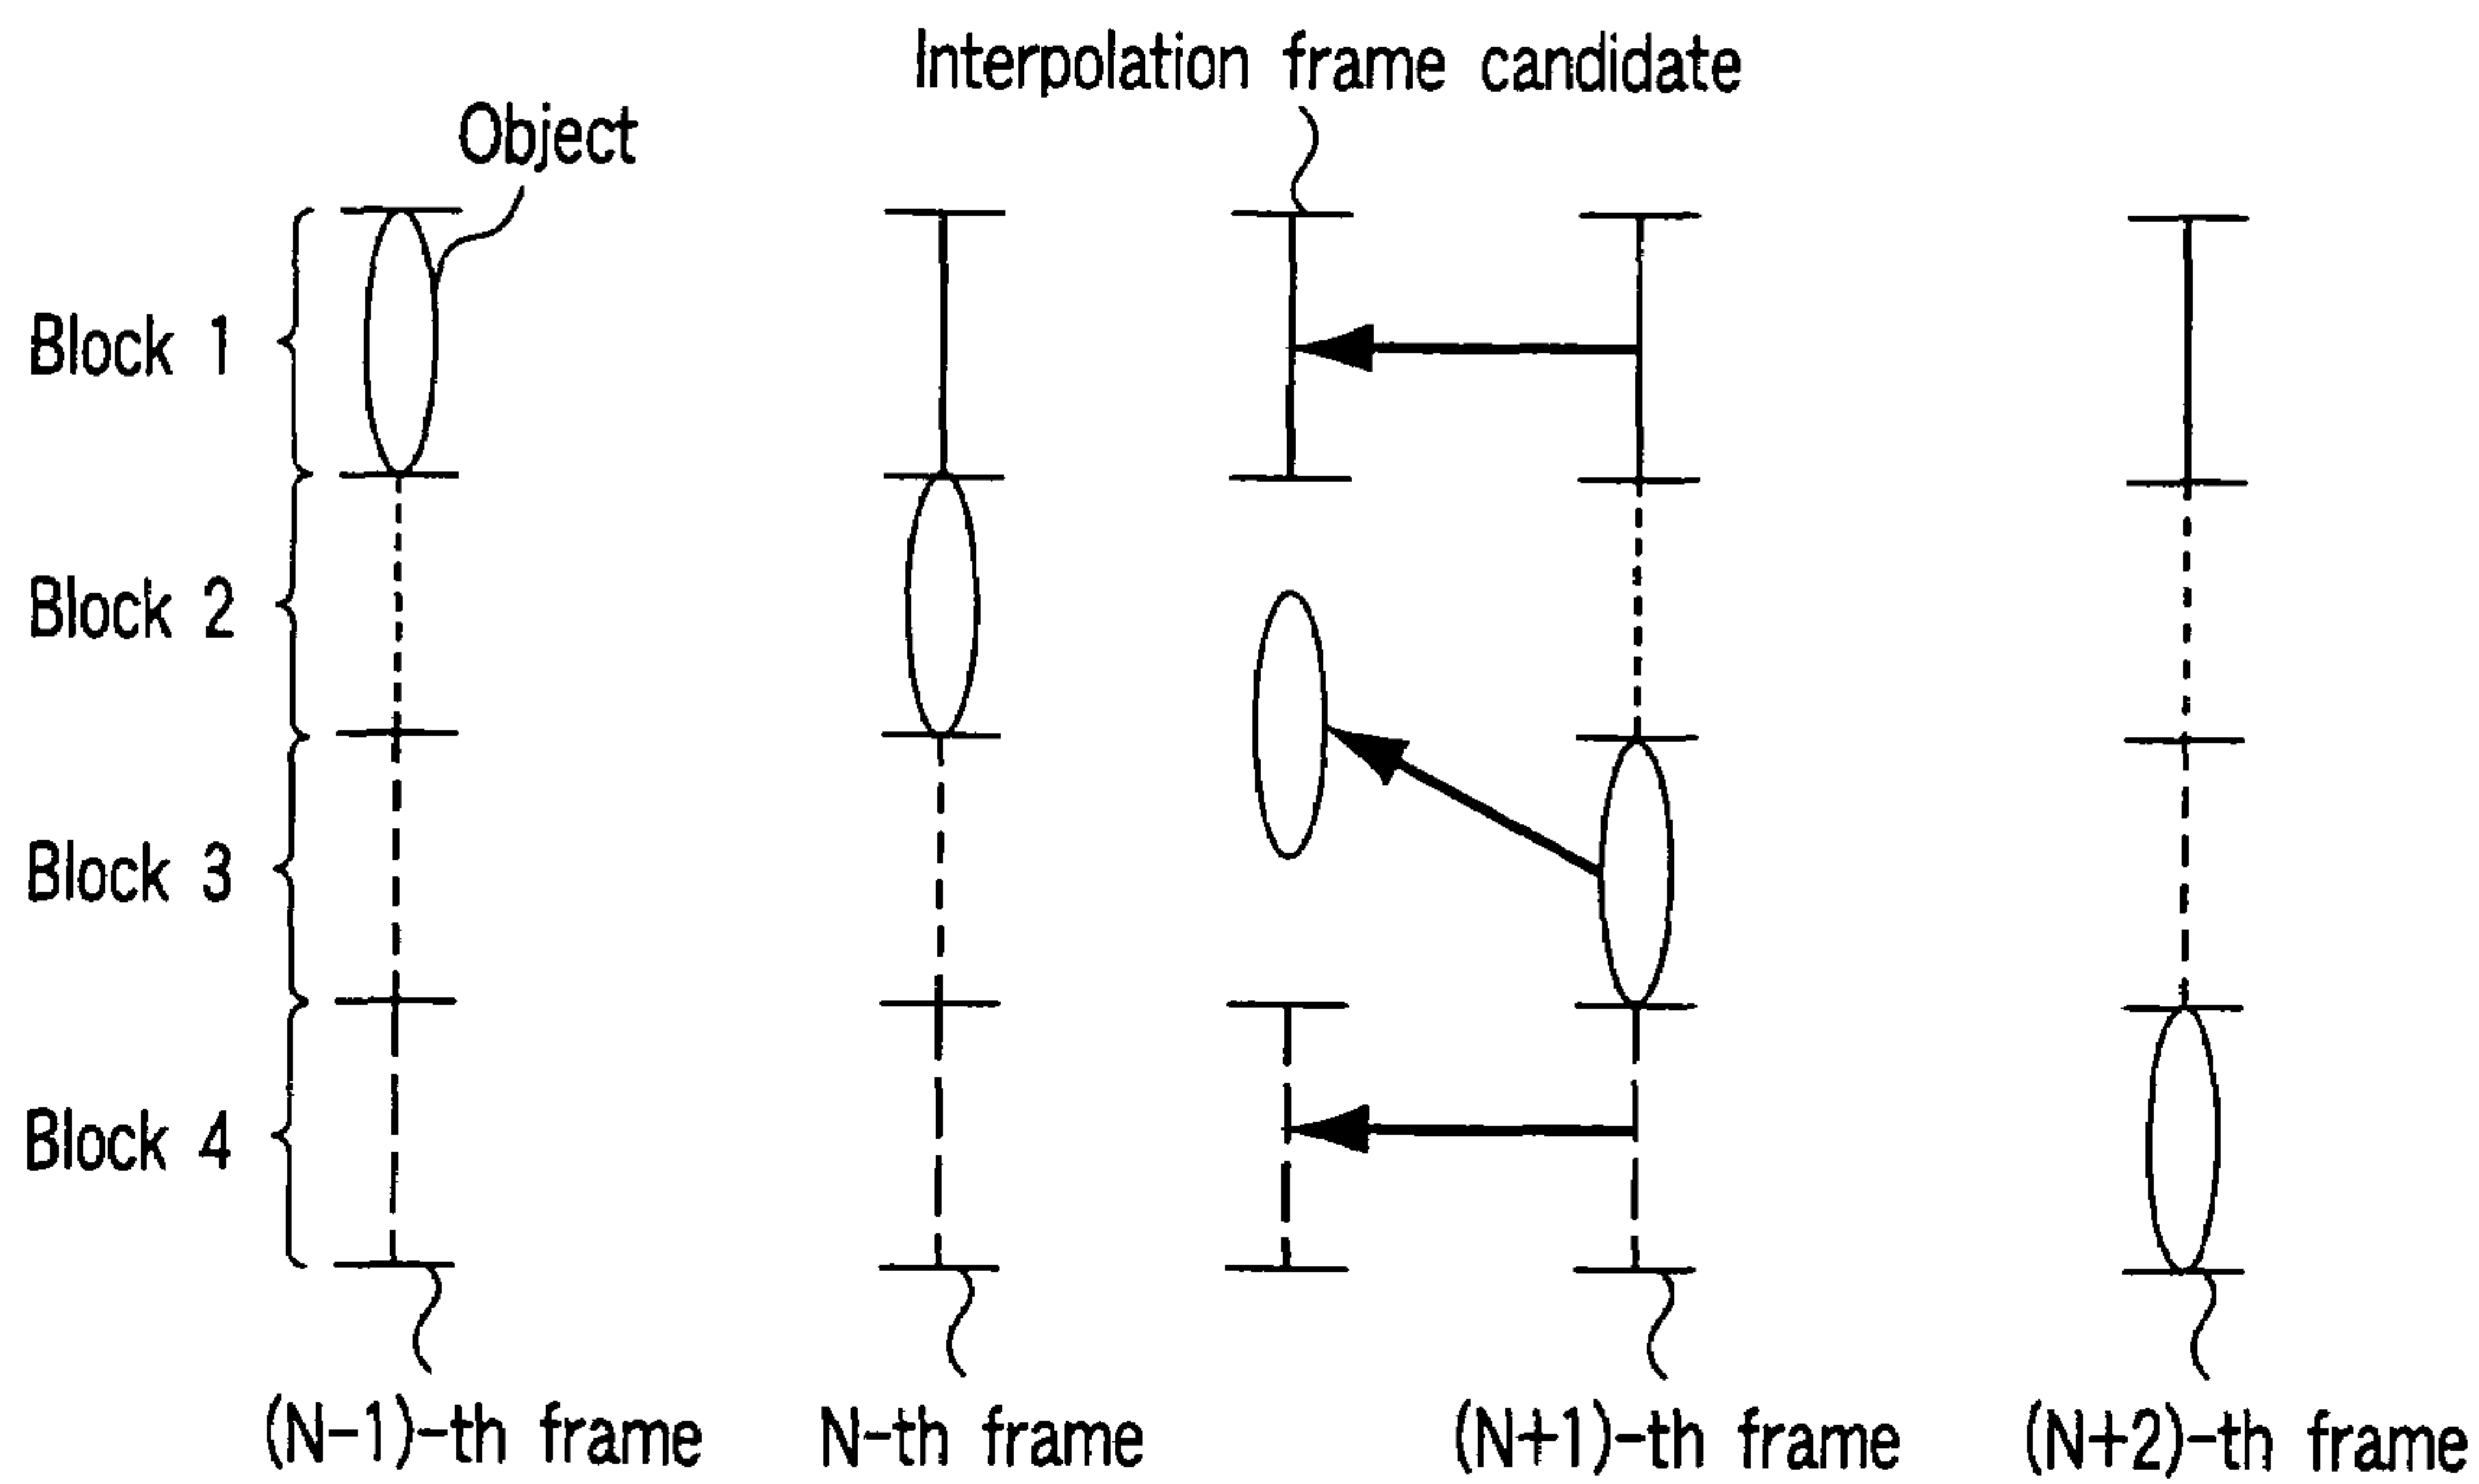 Interpolation frame candidate
Object
Block 1
Block 2
Block 3
Block 4
(N-1)-th frame
N-th frame
(N+1)-th frame
(N+2)-th frame